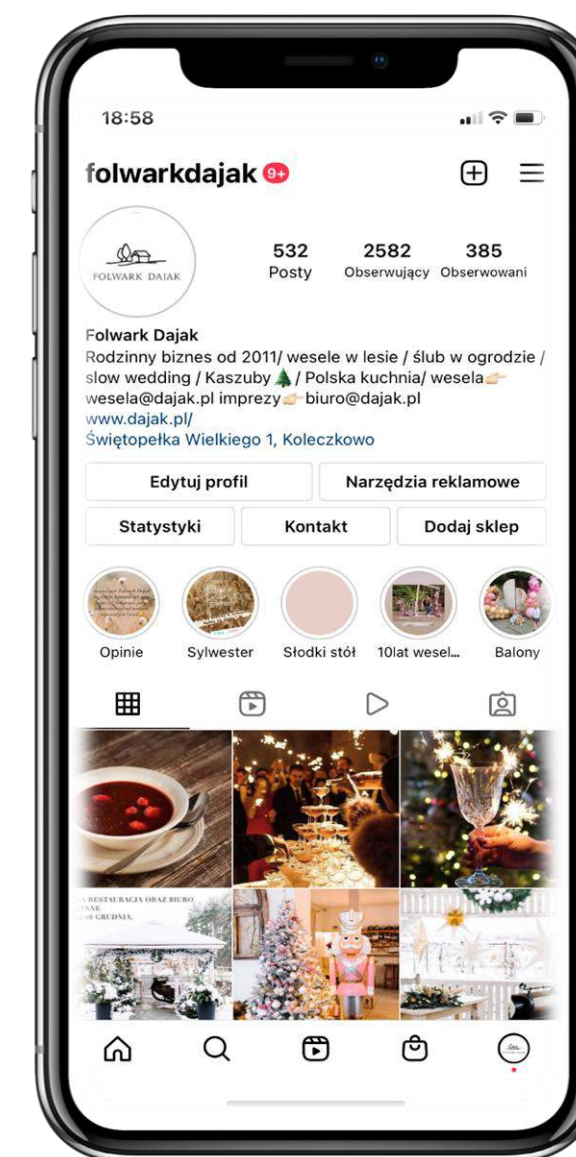 18:58
folwarkdajak 9+
FOLWARK DAJAK
532 2582 385
Posty Obserwujący Obserwowani
Folwark Dajak
Rodzinny biznes od 2011/ wesele w lesie / ślub w ogrodzie /
slow wedding / Kaszuby🌲/ Polska kuchnia/ wesela👉🏻
wesela@dajak.pl imprezy👉🏻biuro@dajak.pl
www.dajak.pl/
Świętopełka Wielkiego 1, Koleczkowo
Edytuj profil Narzędzia reklamowe
Statystyki Kontakt Dodaj sklep
Opinie Sylwester Słodki stół 10lat wesel... Balony
RESTAURACJA ORAZ BIURO
GRUDNIA.